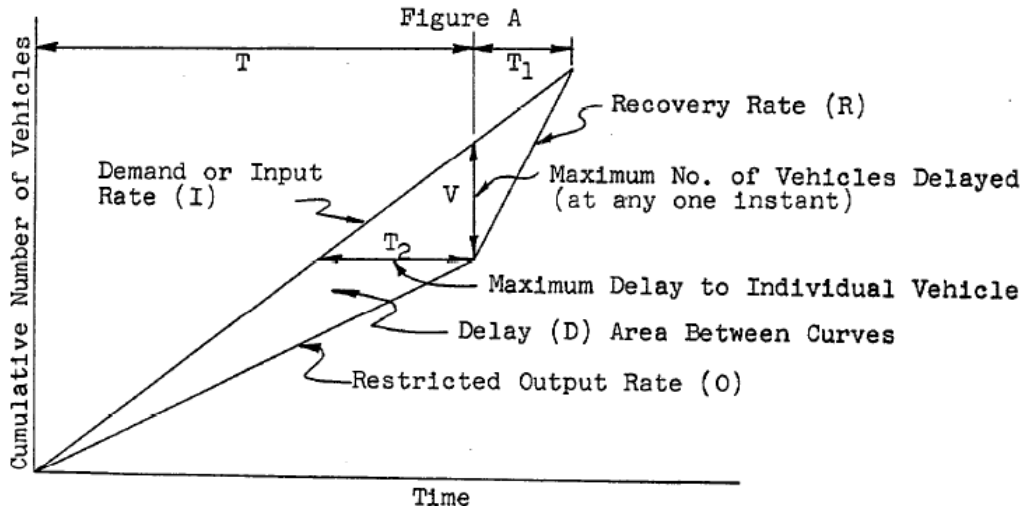 Figure A
T
T1
Recovery Rate (R)
Demand or Input
Rate (I)
V
Maximum No. of Vehicles Delayed
(at any one instant)
T2
Maximum Delay to Individual Vehicle
Delay (D) Area Between Curves
Restricted Output Rate (O)
Cumulative Number of Vehicles
Time